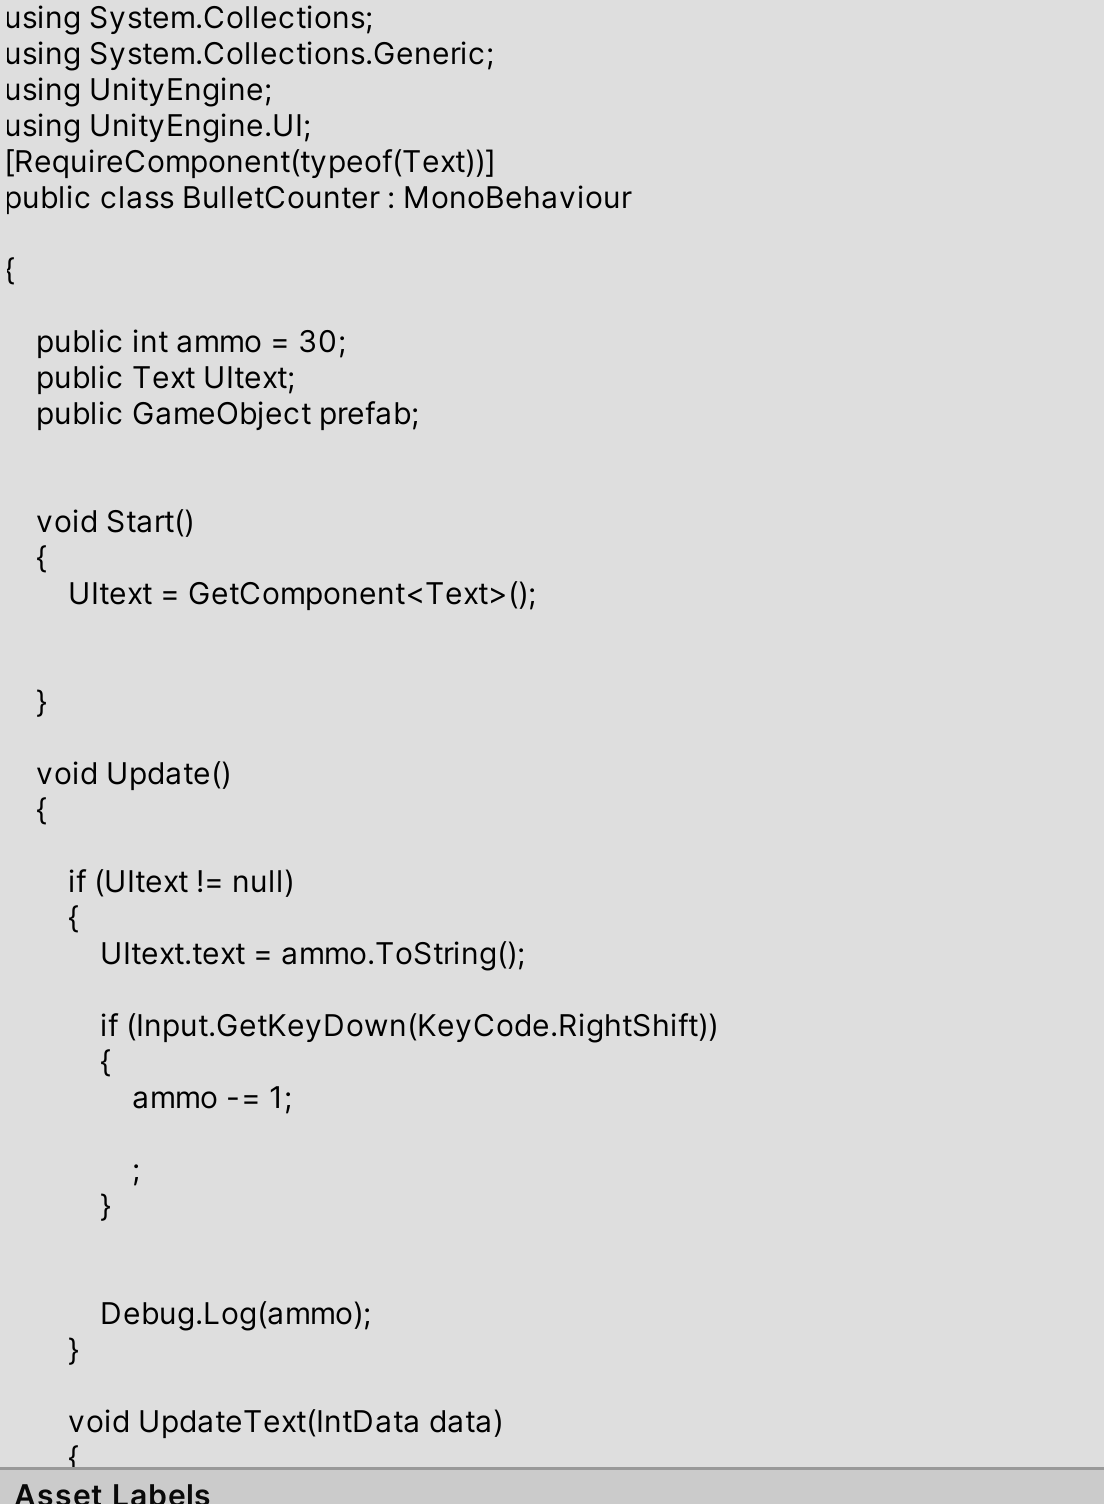 using System.Collections;
using System.Collections.Generic;
using UnityEngine;
using UnityEngine.UI;
[RequireComponent(typeof(Text))]
public class BulletCounter : MonoBehaviour
{
public int ammo = 30;
public Text UItext;
public GameObject prefab;
void Start()
{
UItext = GetComponent<Text>();
}
void Update()
{
if (UItext != null)
{
UItext.text = ammo.ToString();
if (Input.GetKeyDown(KeyCode.RightShift))
{
ammo -= 1;
;
}
Debug.Log(ammo);
}
void UpdateText(IntData data)
{
Asset Labels